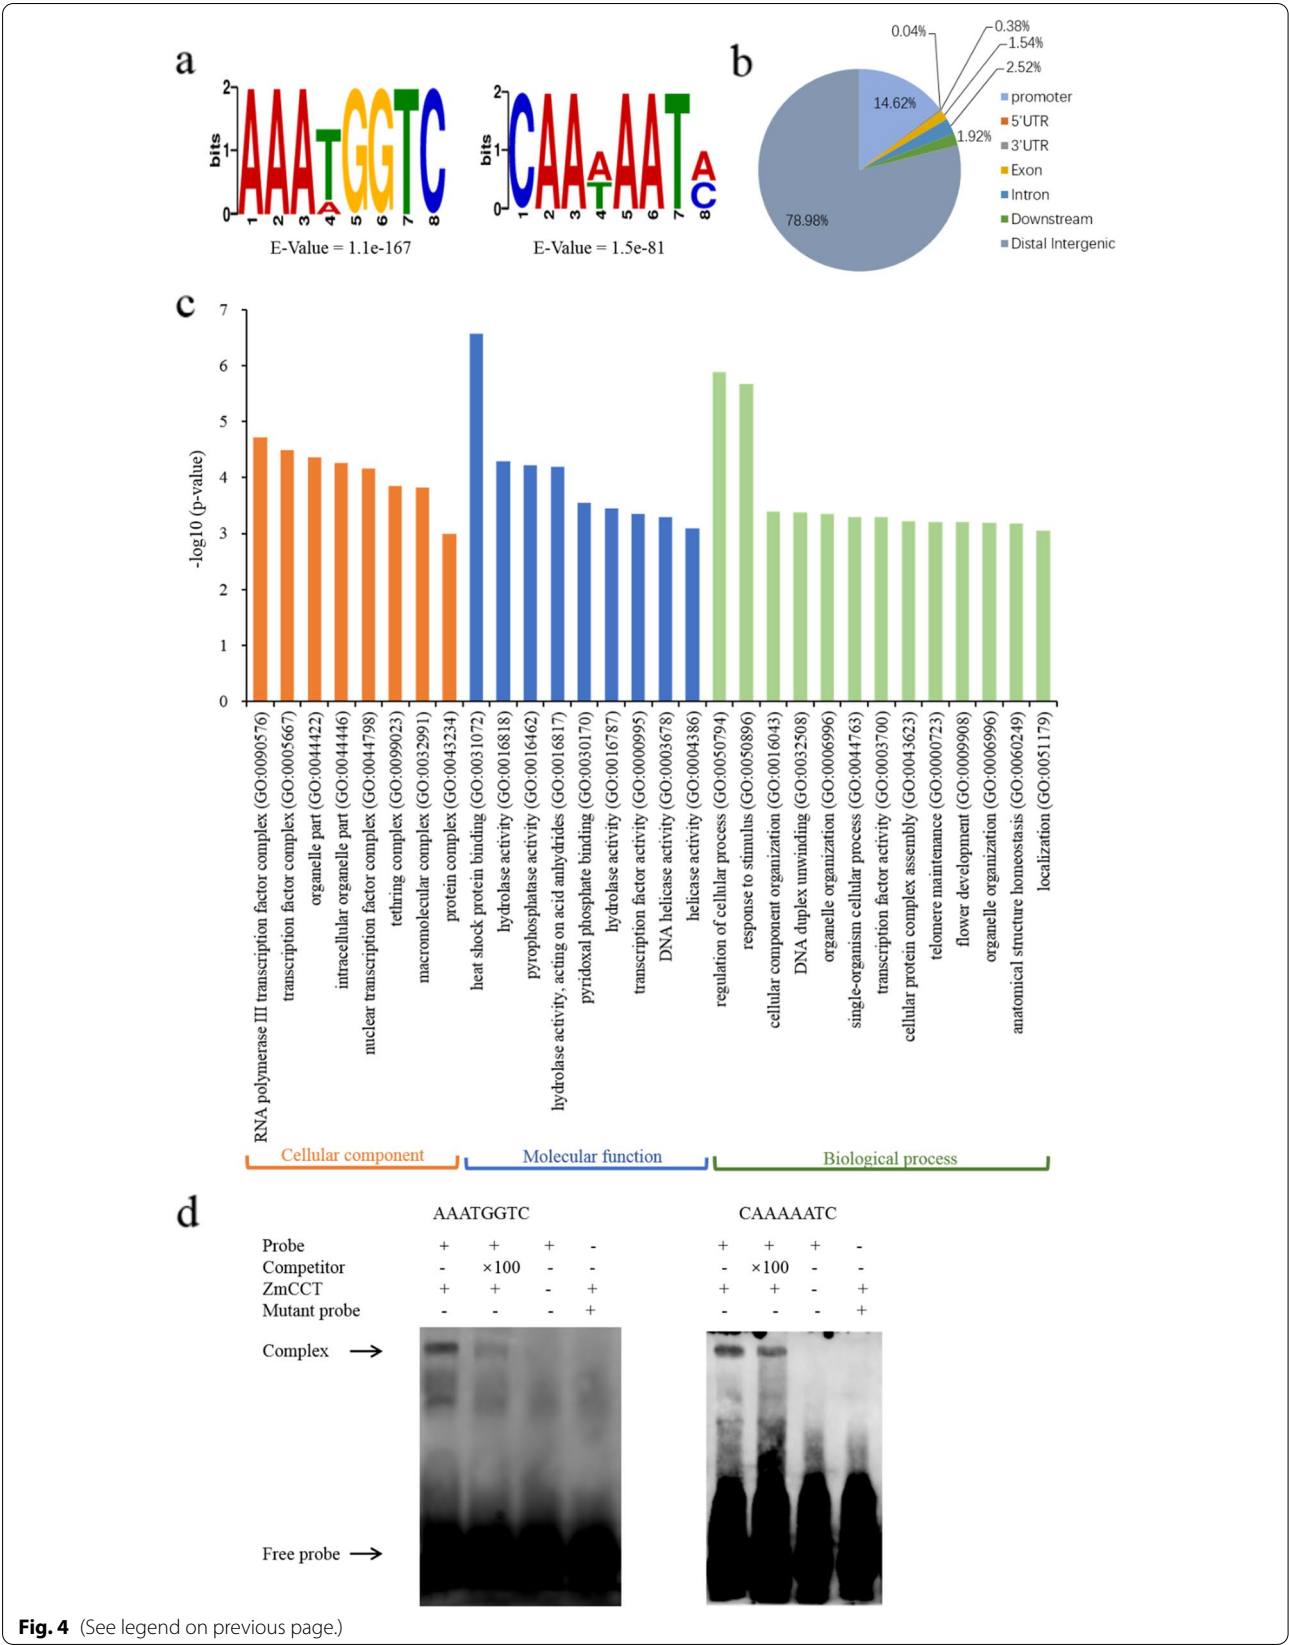 a
bits
2
1
0
AAATGGTC
A
1 2 3 4 5 6 7 8
E-Value = 1.1e-167
bits
2
1
0
CAAAAATA
T C
1 2 3 4 5 6 7 8
E-Value = 1.5e-81
b
0.04%
0.38%
1.54%
2.52%
14.62%
1.92%
78.98%
promoter
5'UTR
3'UTR
Exon
Intron
Downstream
Distal Intergenic
c
-log10 (p-value)
7
6
5
4
3
2
1
0
RNA polymerase III transcription factor complex (GO:0090576)
transcription factor complex (GO:0005667)
organelle part (GO:0044422)
intracellular organelle part (GO:0044446)
nuclear transcription factor complex (GO:0044798)
tethring complex (GO:0099023)
macromolecular complex (GO:0032991)
protein complex (GO:0043234)
heat shock protein binding (GO:0031072)
hydrolase activity (GO:0016818)
pyrophosphatase activity (GO:0016462)
hydrolase activity, acting on acid anhydrides (GO:0016817)
pyridoxal phosphate binding (GO:0030170)
hydrolase activity (GO:0016787)
transcription factor activity (GO:0000995)
DNA helicase activity (GO:0003678)
helicase activity (GO:0004386)
regulation of cellular process (GO:0050794)
response to stimulus (GO:0050896)
cellular component organization (GO:0016043)
DNA duplex unwinding (GO:0032508)
organelle organization (GO:0006996)
single-organism cellular process (GO:0044763)
transcription factor activity (GO:0003700)
cellular protein complex assembly (GO:0043623)
telomere maintenance (GO:0000723)
flower development (GO:0009908)
organelle organization (GO:0006996)
anatomical structure homeostasis (GO:0060249)
localization (GO:0051179)
Cellular component
Molecular function
Biological process
d
AAATGGTC
CAAAAATC
Probe + + + - + + + -
Competitor - ×100 - - - ×100 - -
ZmCCT + + - + + + - +
Mutant probe - - - + - - - +
Complex →
Free probe →
Fig. 4 (See legend on previous page.)